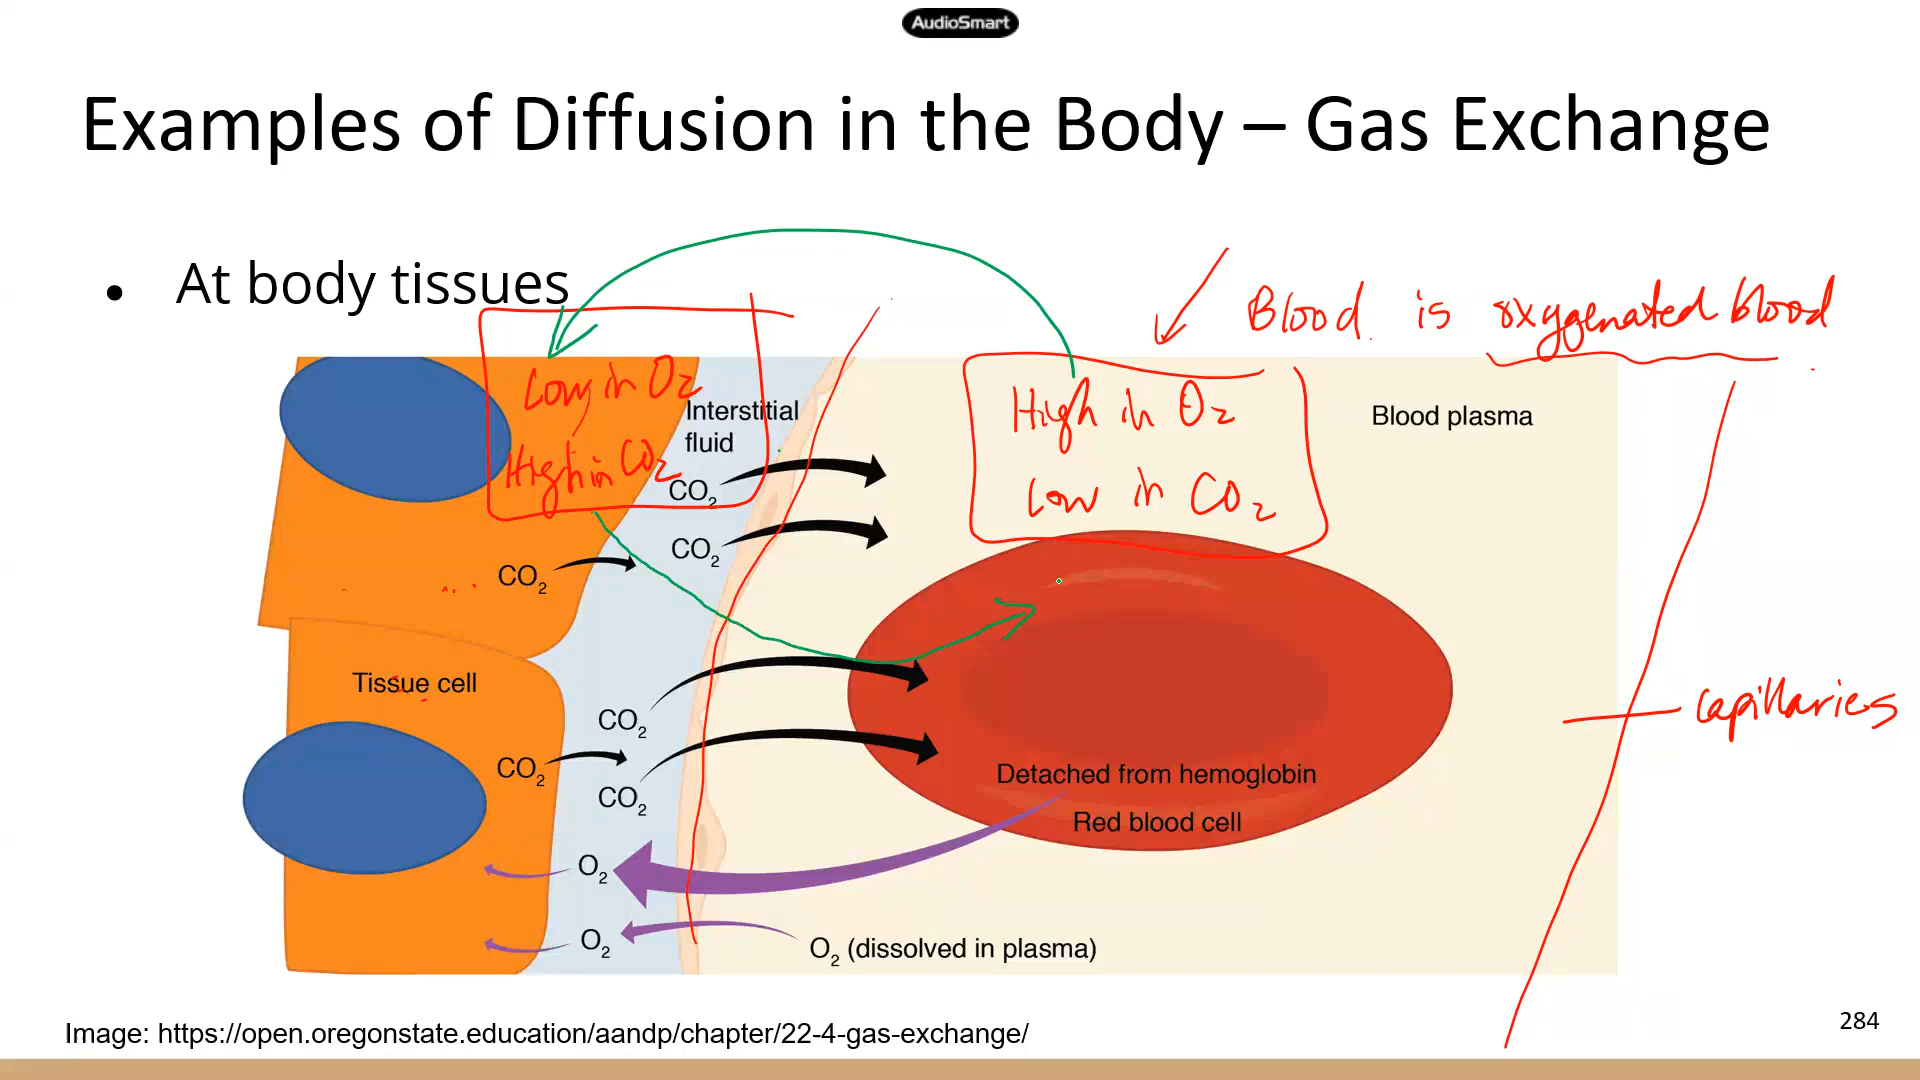 AudioSmart
Examples of Diffusion in the Body – Gas Exchange
● At body tissues
Blood is oxygenated blood
Low in O2
High in CO2
Interstitial
fluid
High in O2
Low in CO2
Blood plasma
CO2
CO2
CO2
Tissue cell
CO2
CO2
CO2
capillaries
Detached from hemoglobin
Red blood cell
O2
O2
O2 (dissolved in plasma)
Image: https://open.oregonstate.education/aandp/chapter/22-4-gas-exchange/
284